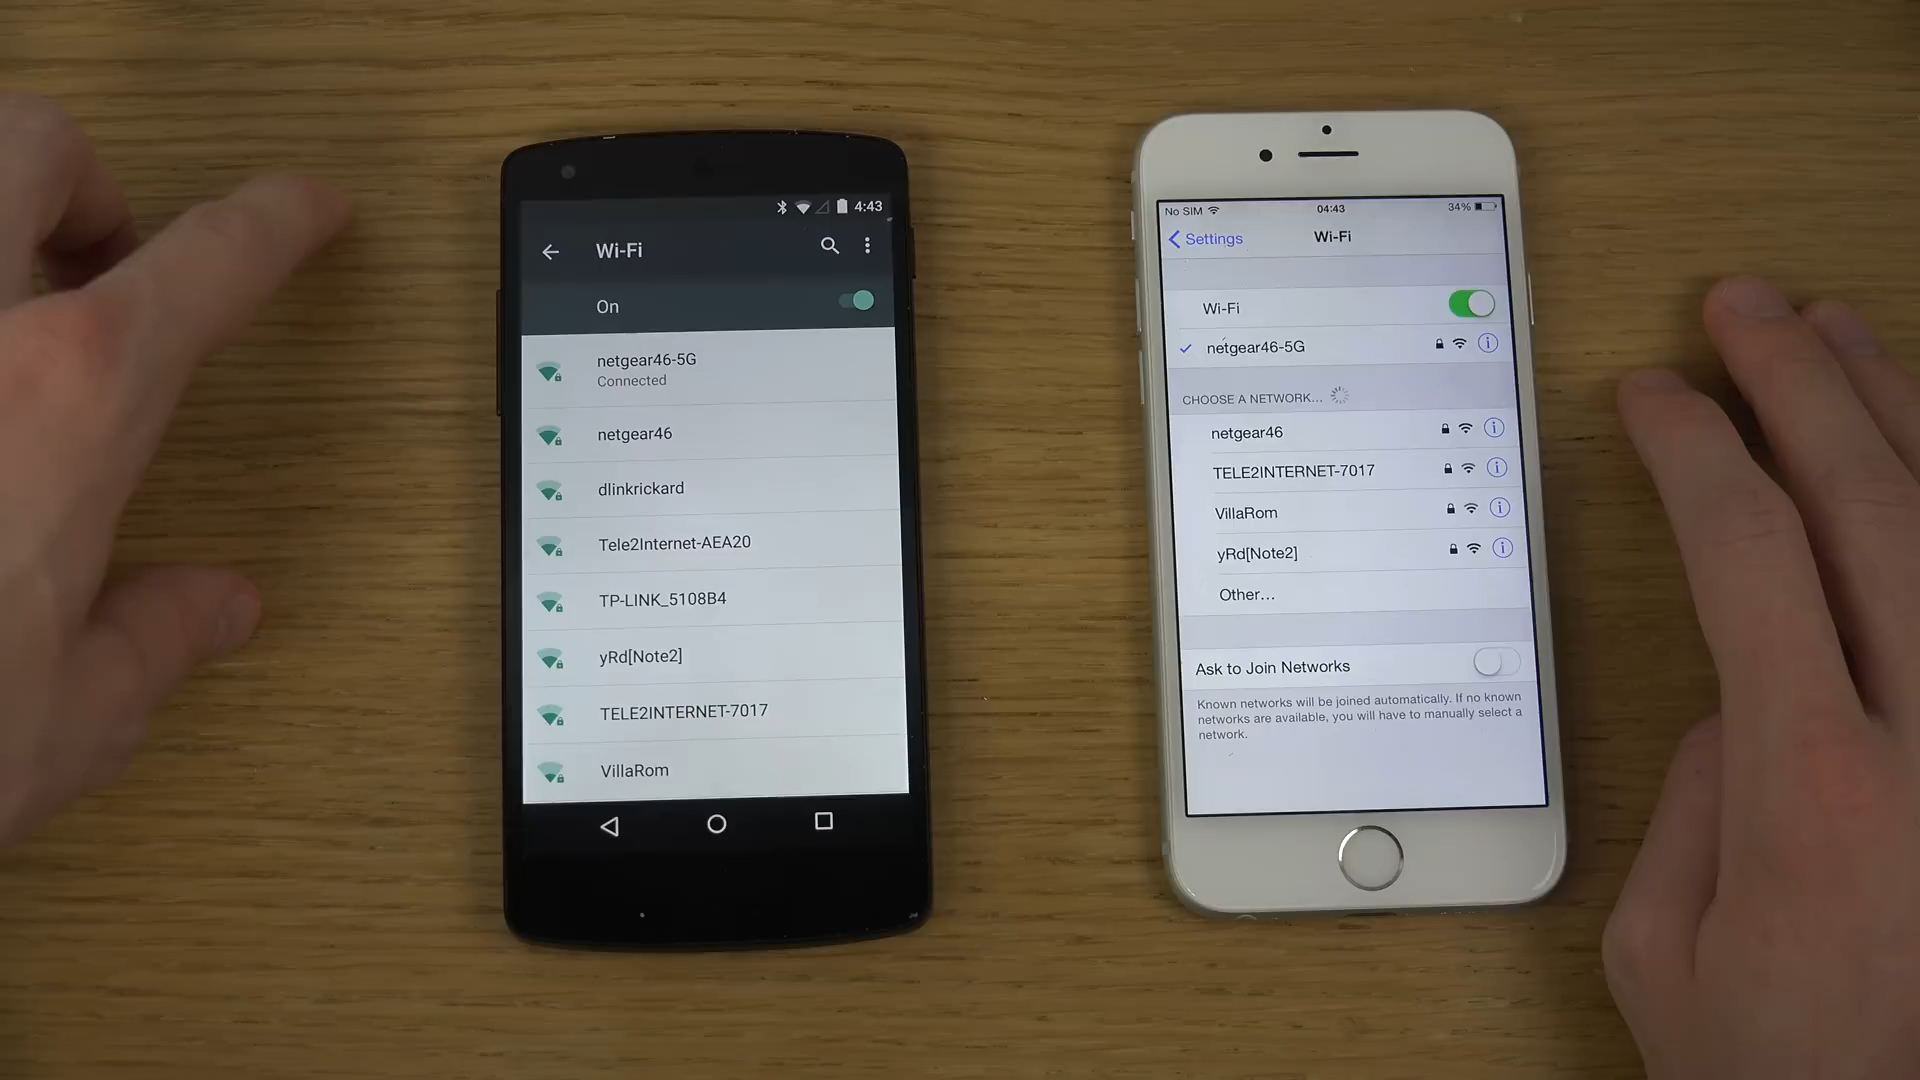 4:43
Wi-Fi
On
netgear46-5G
Connected
netgear46
dlinkrickard
Tele2Internet-AEA20
TP-LINK_5108B4
yRd[Note2]
TELE2INTERNET-7017
VillaRom
No SIM
04:43
34%
Settings
Wi-Fi
Wi-Fi
netgear46-5G
CHOOSE A NETWORK...
netgear46
TELE2INTERNET-7017
VillaRom
yRd[Note2]
Other...
Ask to Join Networks
Known networks will be joined automatically. If no known
networks are available, you will have to manually select a
network.